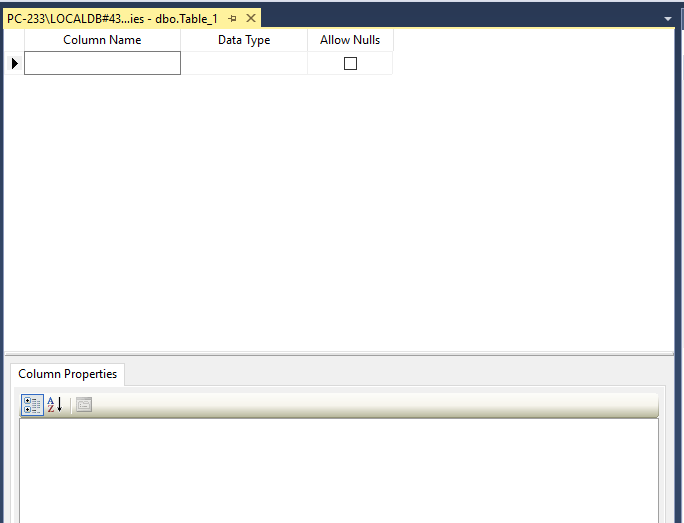 PC-233\LOCALDB#43...ies - dbo.Table_1
Column Name Data Type Allow Nulls
Column Properties
A
Z